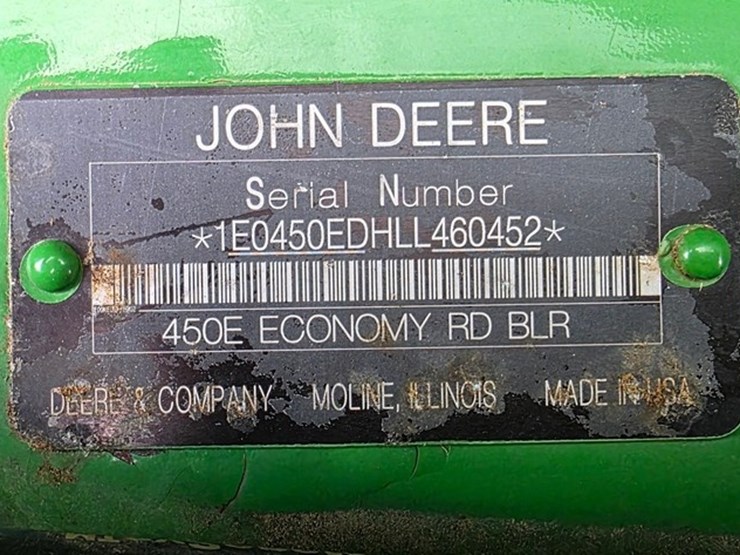 JOHN DEERE
Serial Number
*1E0450EDHLL460452*
450E ECONOMY RD BLR
DEERE & COMPANY MOLINE, ILLINOIS MADE IN USA